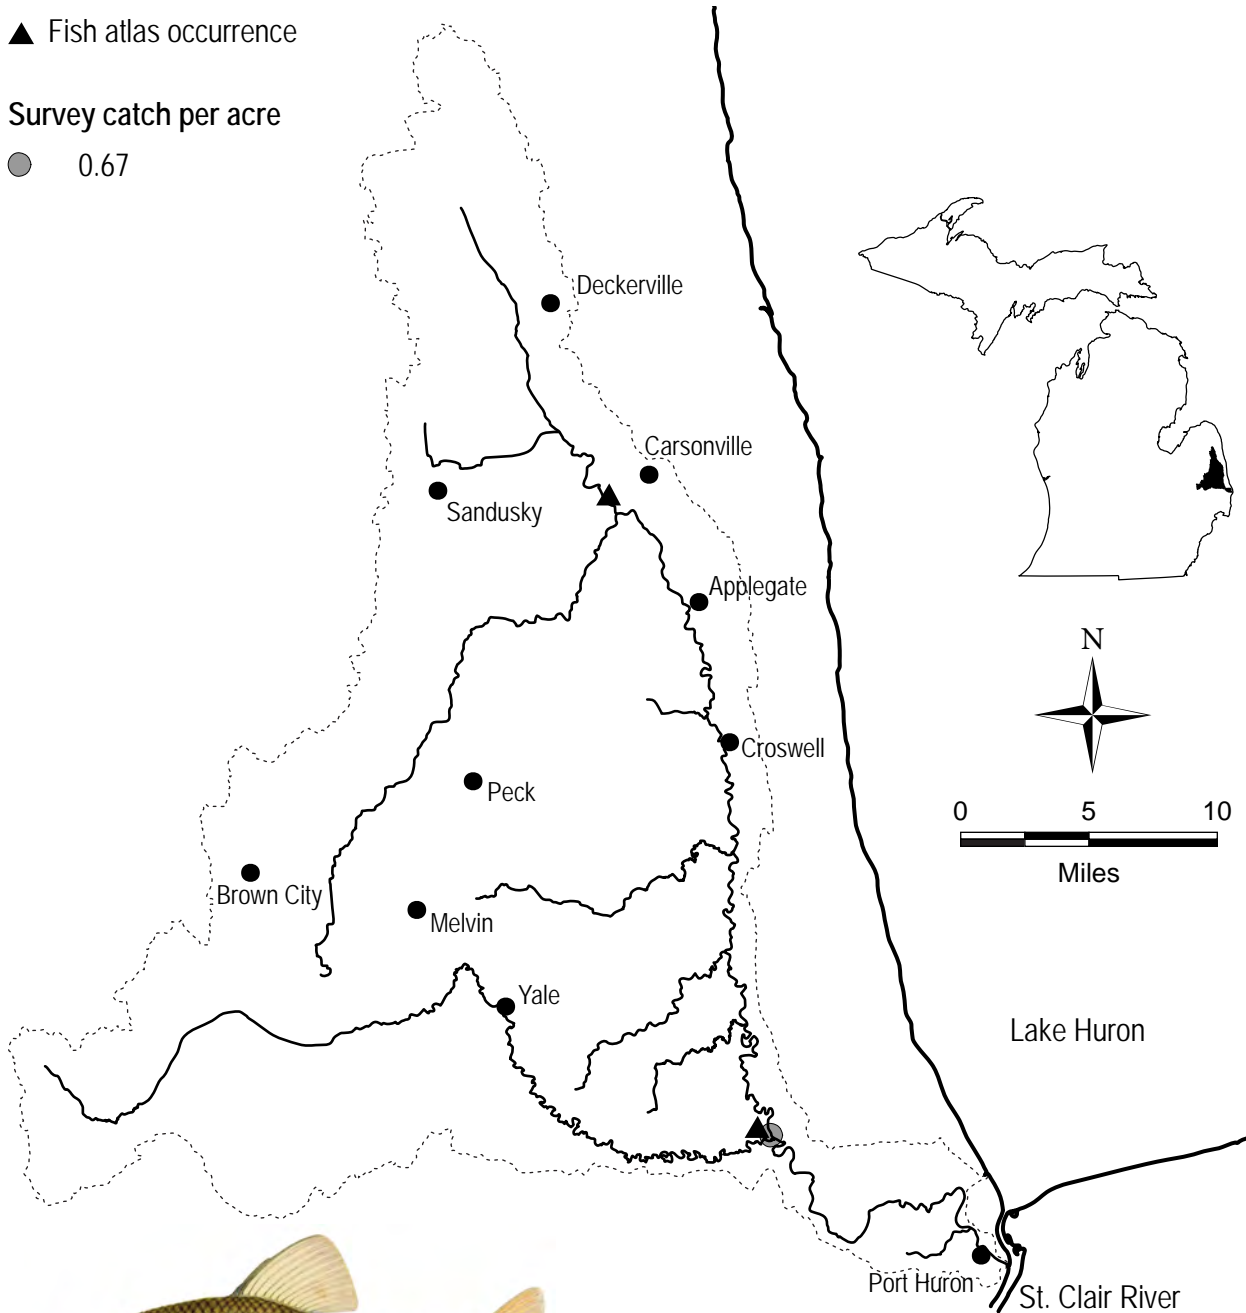 Fish atlas occurrence
Survey catch per acre
0.67
Deckerville
Carsonville
Sandusky
Applegate
N
Croswell
Peck
0 5 10
Miles
Brown City
Melvin
Yale
Lake Huron
Port Huron
St. Clair River